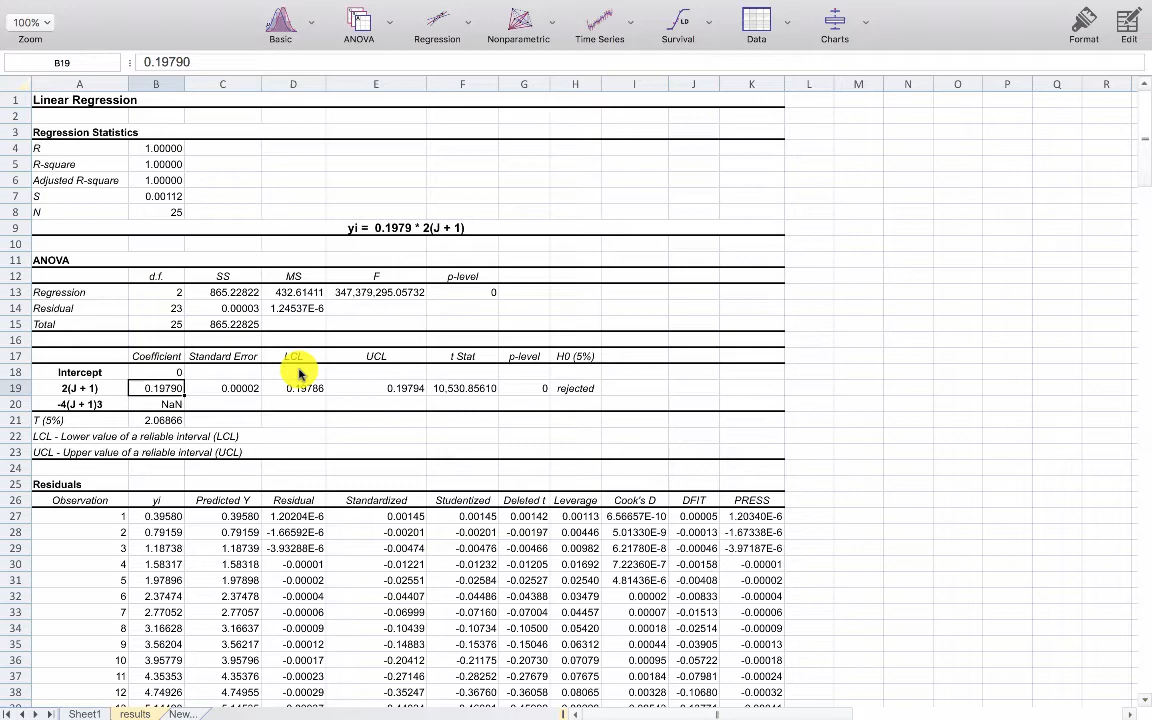 100%
Zoom
Basic
ANOVA
Regression
Nonparametric
Time Series
LD
Survival
Data
Charts
Format
Edit
B19 : 0.19790
A B C D E F G H I J K L M N O P Q R
1 Linear Regression
2
3 Regression Statistics
4 R 1.00000
5 R-square 1.00000
6 Adjusted R-square 1.00000
7 S 0.00112
8 N 25
9 yi = 0.1979 * 2(J + 1)
10
11 ANOVA
12 d.f. SS MS F p-level
13 Regression 2 865.22822 432.61411 347,379,295.05732 0
14 Residual 23 0.00003 1.24537E-6
15 Total 25 865.22825
16
17 Coefficient Standard Error LCL UCL t Stat p-level H0 (5%)
18 Intercept 0
19 2(J + 1) 0.19790 0.00002 0.19786 0.19794 10,530.85610 0 rejected
20 -4(J + 1)3 NaN
21 T (5%) 2.06866
22 LCL - Lower value of a reliable interval (LCL)
23 UCL - Upper value of a reliable interval (UCL)
24
25 Residuals
26 Observation yi Predicted Y Residual Standardized Studentized Deleted t Leverage Cook's D DFIT PRESS
27 1 0.39580 0.39580 1.20204E-6 0.00145 0.00145 0.00142 0.00113 6.56657E-10 0.00005 1.20340E-6
28 2 0.79159 0.79159 -1.66592E-6 -0.00201 -0.00201 -0.00197 0.00446 5.01330E-9 -0.00013 -1.67338E-6
29 3 1.18738 1.18739 -3.93288E-6 -0.00474 -0.00476 -0.00466 0.00982 6.21780E-8 -0.00046 -3.97187E-6
30 4 1.58317 1.58318 -0.00001 -0.01221 -0.01232 -0.01205 0.01692 7.22360E-7 -0.00158 -0.00001
31 5 1.97896 1.97898 -0.00002 -0.02551 -0.02584 -0.02527 0.02540 4.81436E-6 -0.00408 -0.00002
32 6 2.37474 2.37478 -0.00004 -0.04407 -0.04486 -0.04388 0.03479 0.00002 -0.00833 -0.00004
33 7 2.77052 2.77057 -0.00006 -0.06999 -0.07160 -0.07004 0.04457 0.00007 -0.01513 -0.00006
34 8 3.16628 3.16637 -0.00009 -0.10439 -0.10734 -0.10500 0.05420 0.00018 -0.02514 -0.00009
35 9 3.56204 3.56217 -0.00012 -0.14883 -0.15376 -0.15046 0.06312 0.00044 -0.03905 -0.00013
36 10 3.95779 3.95796 -0.00017 -0.20412 -0.21175 -0.20730 0.07079 0.00095 -0.05722 -0.00018
37 11 4.35353 4.35376 -0.00023 -0.27146 -0.28252 -0.27679 0.07675 0.00184 -0.07981 -0.00024
38 12 4.74926 4.74955 -0.00029 -0.35247 -0.36760 -0.36058 0.08065 0.00328 -0.10680 -0.00032
Sheet1 results New...